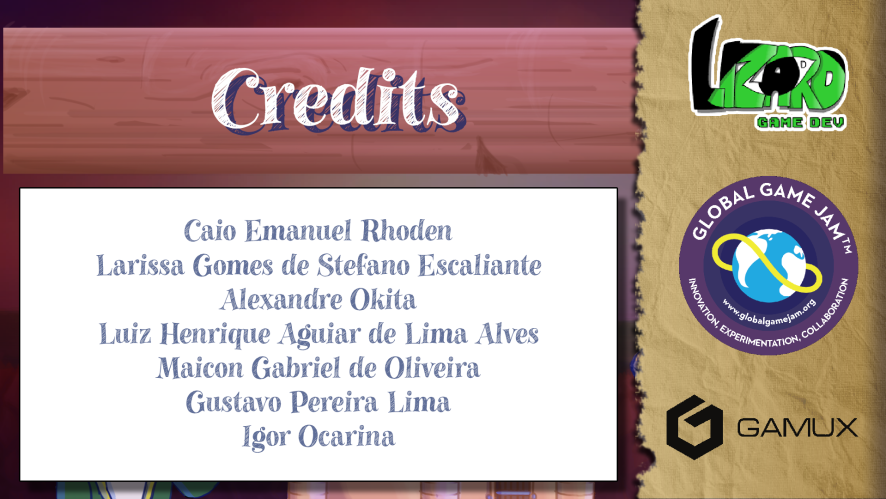 Credits
Caio Emanuel Rhoden
Larissa Gomes de Stefano Escaliante
Alexandre Okita
Luiz Henrique Aguiar de Lima Alves
Maicon Gabriel de Oliveira
Gustavo Pereira Lima
Igor Ocarina
LIZARD
GAME DEV
GLOBAL GAME JAM™
www.globalgamejam.org
INNOVATION, EXPERIMENTATION, COLLABORATION
GAMUX